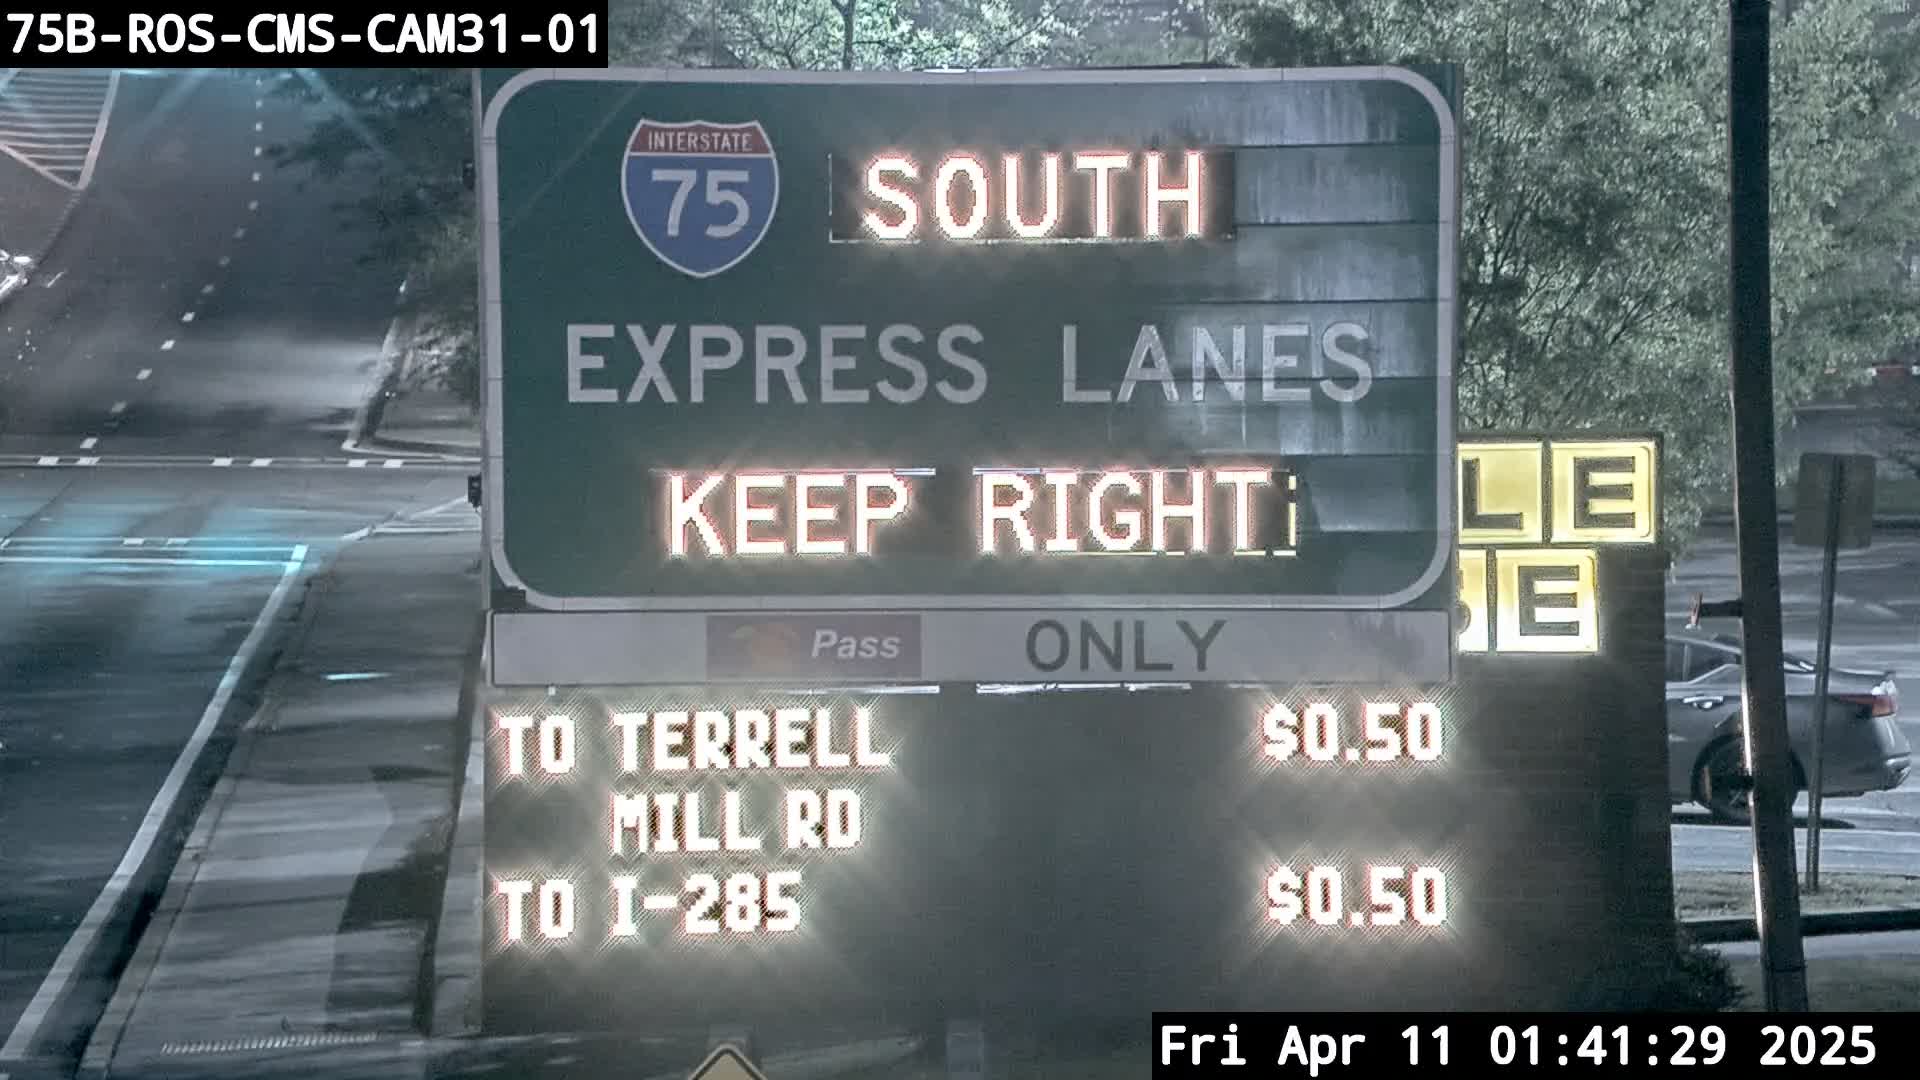 75B-ROS-CMS-CAM31-01
INTERSTATE
75
SOUTH
EXPRESS LANES
KEEP RIGHT
Pass ONLY
LE
E
TO TERRELL $0.50
MILL RD
TO I-285 $0.50
Fri Apr 11 01:41:29 2025